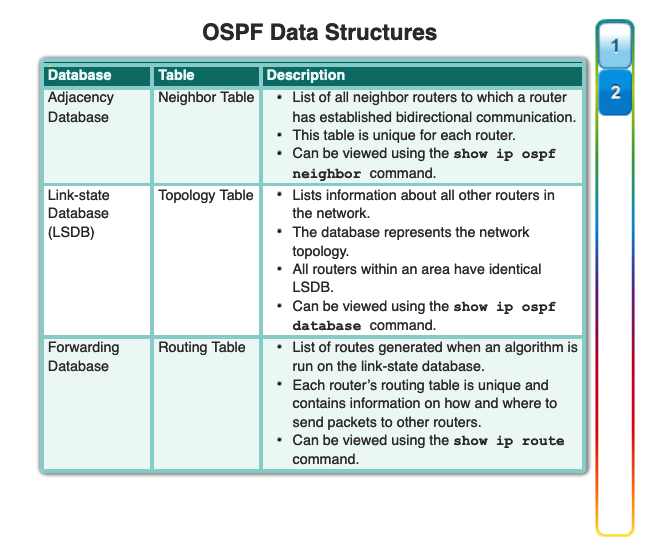 OSPF Data Structures
1
2
Database Table Description
Adjacency Database
Neighbor Table
• List of all neighbor routers to which a router
has established bidirectional communication.
• This table is unique for each router.
• Can be viewed using the show ip ospf
neighbor command.
Link-state Database (LSDB)
Topology Table
• Lists information about all other routers in
the network.
• The database represents the network
topology.
• All routers within an area have identical
LSDB.
• Can be viewed using the show ip ospf
database command.
Forwarding Database
Routing Table
• List of routes generated when an algorithm is
run on the link-state database.
• Each router’s routing table is unique and
contains information on how and where to
send packets to other routers.
• Can be viewed using the show ip route
command.